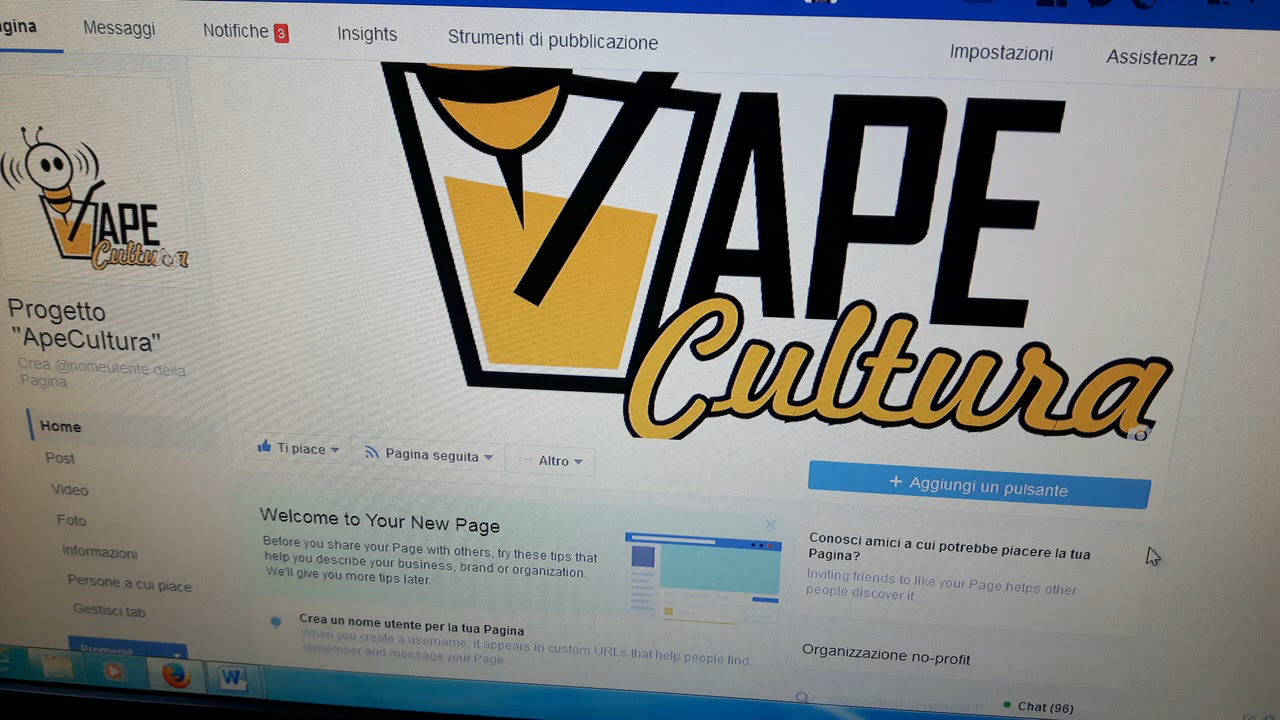 Messaggi
Notifiche 3
Insights
Strumenti di pubblicazione
Impostazioni
Assistenza
APE
Cultura
APE
Cultura
Progetto
"ApeCultura"
Crea @nomeutente della
Pagina
Home
Post
Video
Foto
Informazioni
Persone a cui piace
Gestisci tab
Ti piace
Pagina seguita
Altro
+ Aggiungi un pulsante
Welcome to Your New Page
Before you share your Page with others, try these tips that
help you describe your business, brand or organization.
We'll give you more tips later.
Crea un nome utente per la tua Pagina
When you create a username, it appears in custom URLs that help people find,
remember and message your Page.
Conosci amici a cui potrebbe piacere la tua
Pagina?
Inviting friends to like your Page helps other
people discover it.
Organizzazione no-profit
Chat (96)